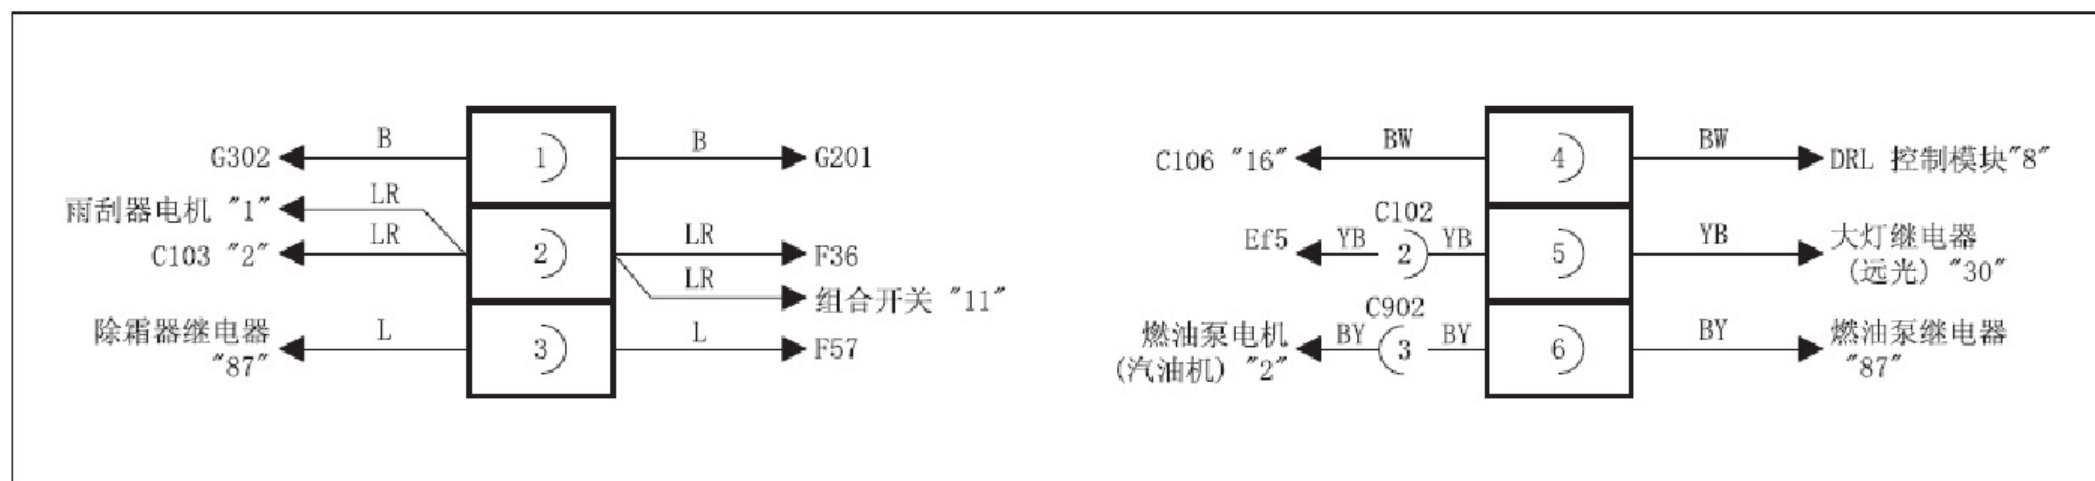 G302 B 1 B G201
雨刮器电机 "1" LR
C103 "2" LR 2 LR F36
LR 组合开关 "11"
除霜器继电器
"87" L 3 L F57
C106 "16" BW 4 BW DRL 控制模块"8"
C102
Ef5 YB 2 YB 5 YB 大灯继电器
(远光) "30"
C902
燃油泵电机 BY 3 BY 6 BY 燃油泵继电器
(汽油机) "2" "87"